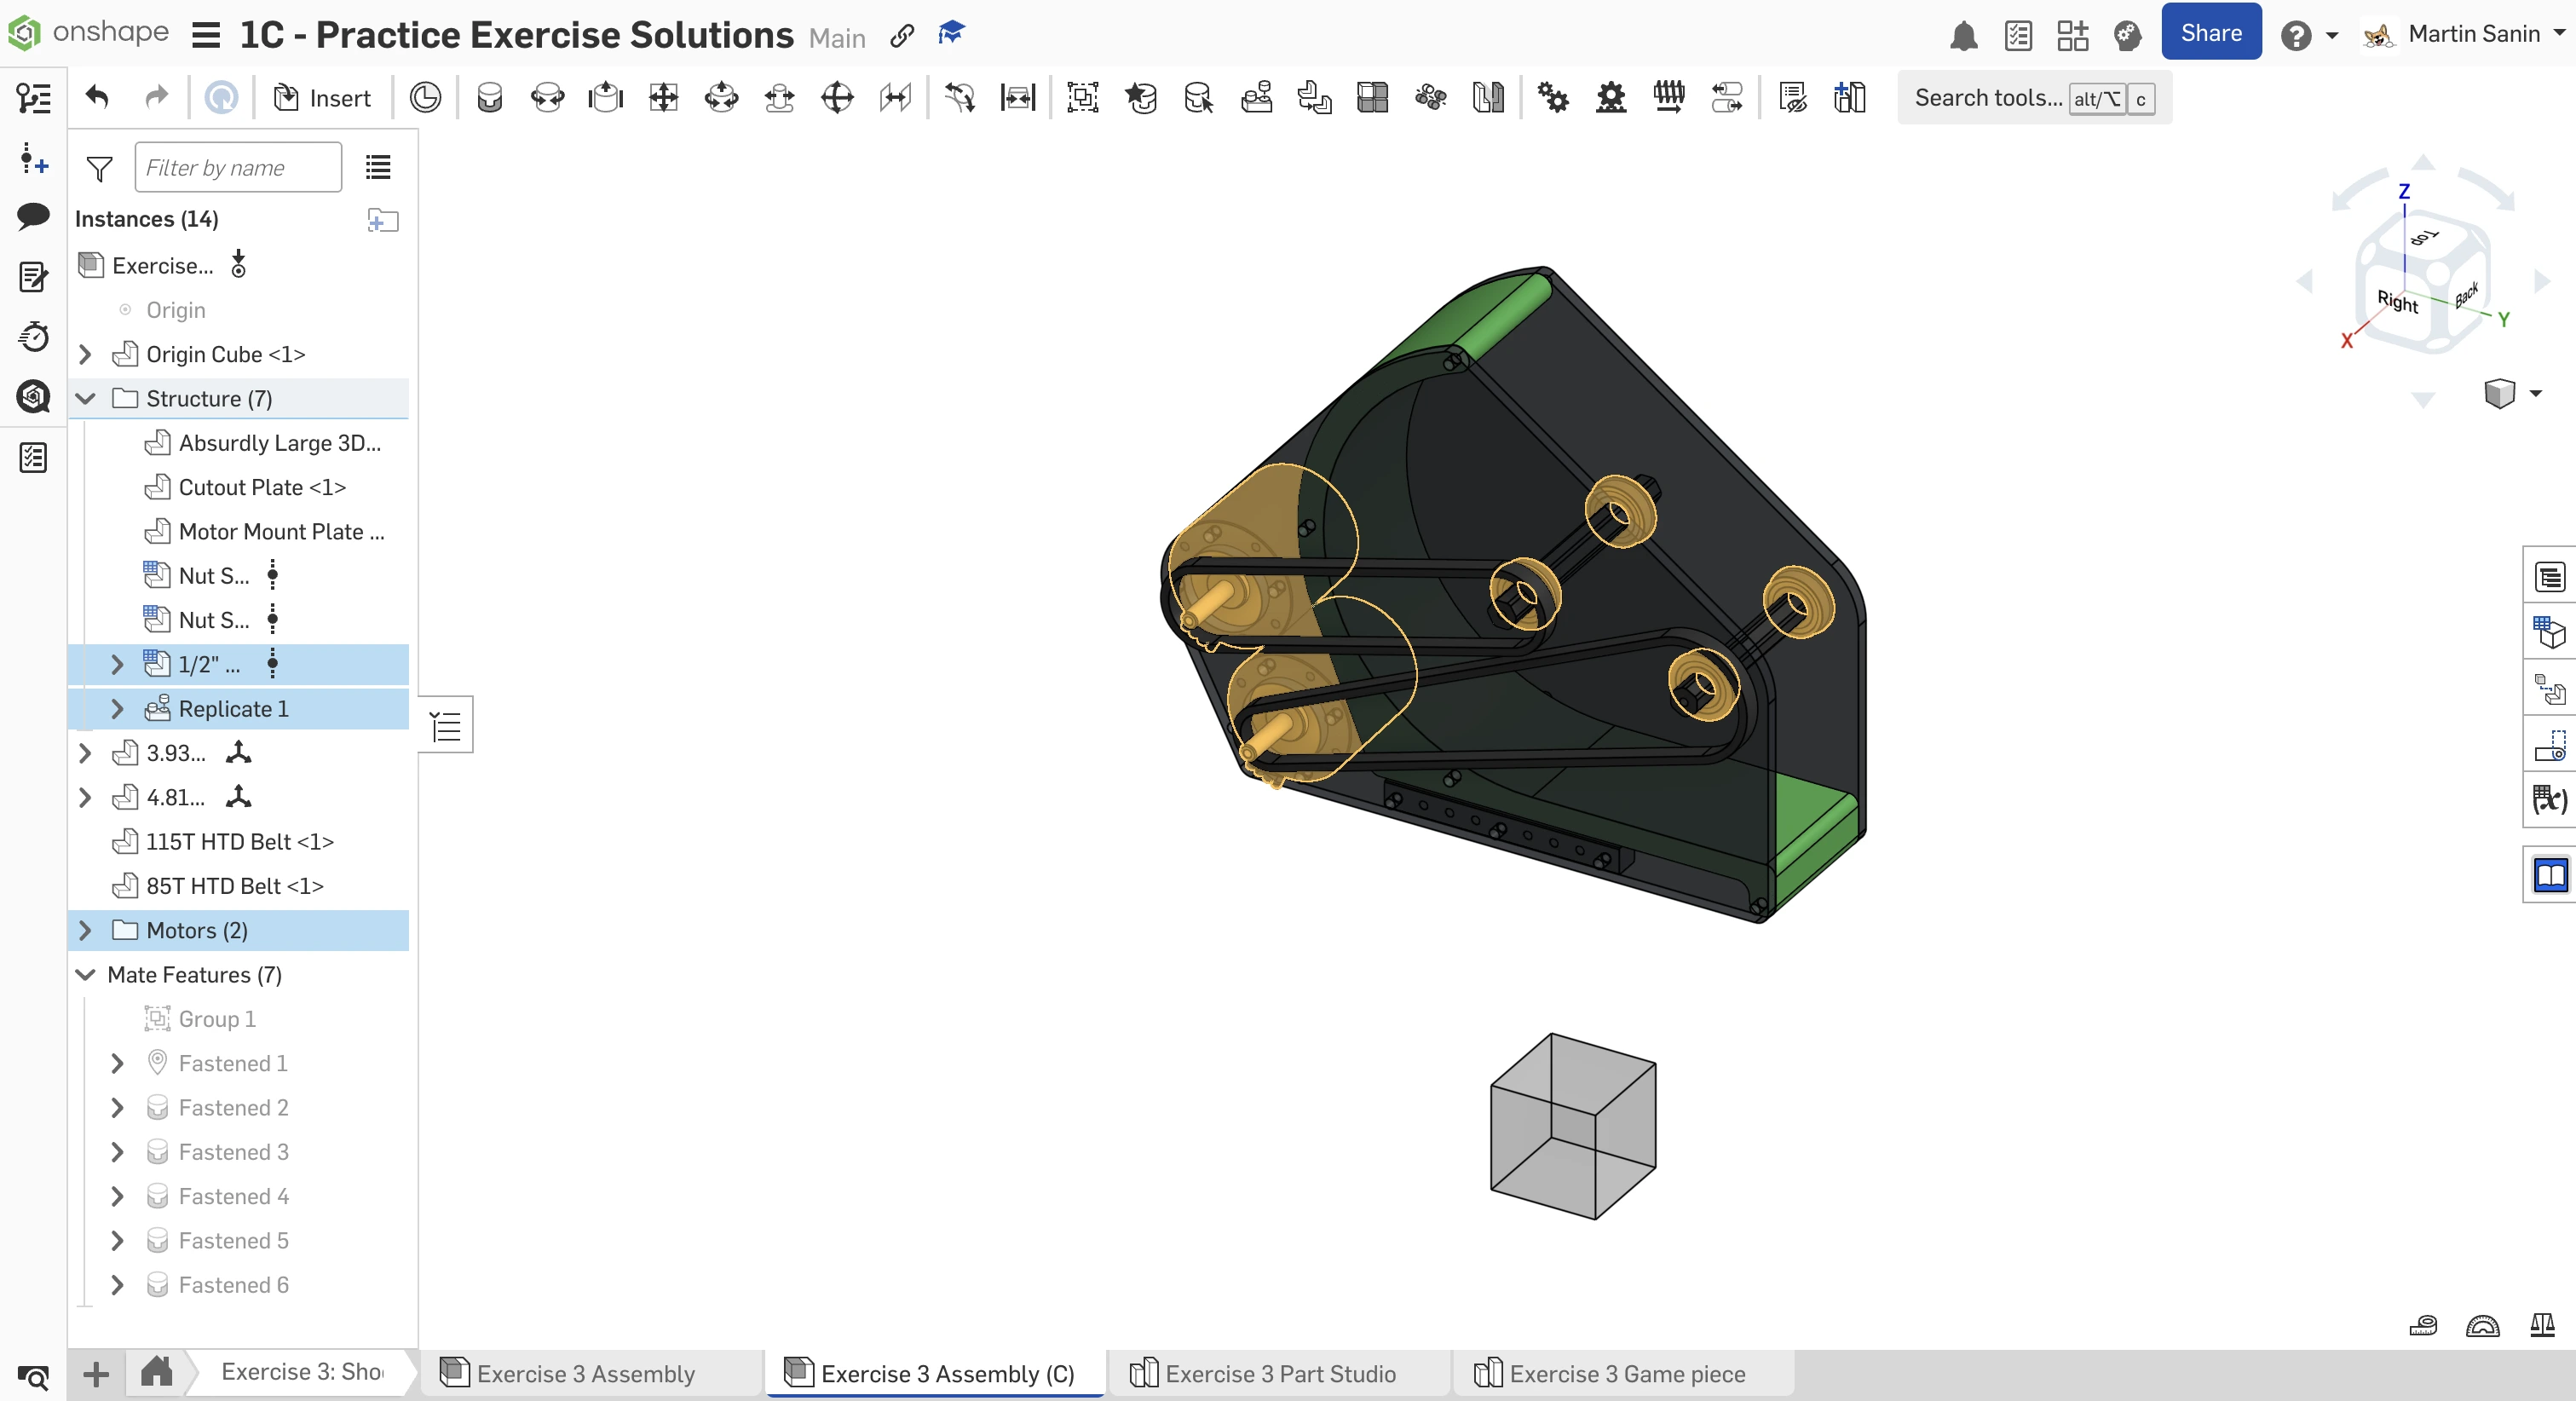 onshape
1C - Practice Exercise Solutions Main
Share
Martin Sanin
Insert
Search tools... alt/⌥ c
Filter by name
Instances (14)
Exercise...
Origin
Origin Cube <1>
Structure (7)
Absurdly Large 3D...
Cutout Plate <1>
Motor Mount Plate ...
Nut S...
Nut S...
1/2" ...
Replicate 1
3.93...
4.81...
115T HTD Belt <1>
85T HTD Belt <1>
Motors (2)
Mate Features (7)
Group 1
Fastened 1
Fastened 2
Fastened 3
Fastened 4
Fastened 5
Fastened 6
Z
Top
Right
Back
X
Y
(x)
Exercise 3: Sho
Exercise 3 Assembly
Exercise 3 Assembly (C)
Exercise 3 Part Studio
Exercise 3 Game piece